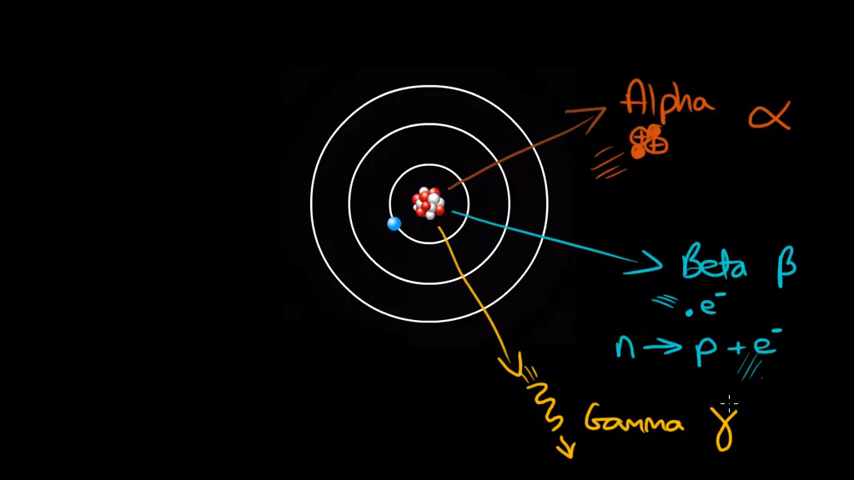 Alpha α
Beta β
e⁻
n → p + e⁻
Gamma γ